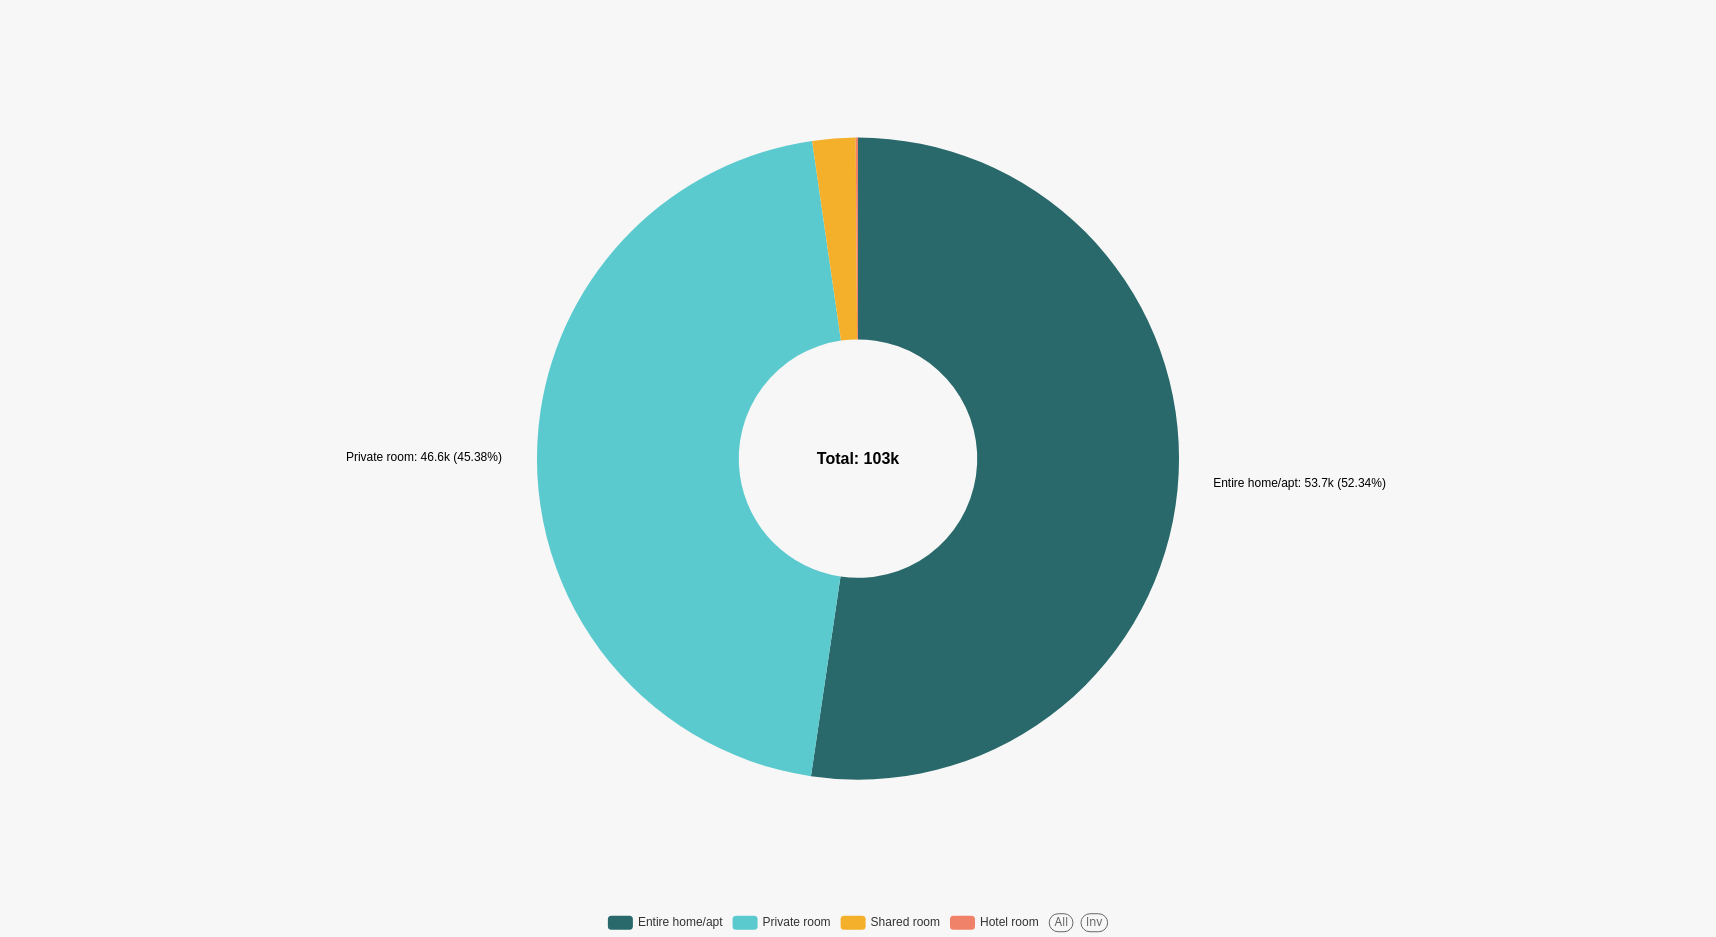 Private room: 46.6k (45.38%)
Total: 103k
Entire home/apt: 53.7k (52.34%)
Entire home/apt Private room Shared room Hotel room All Inv